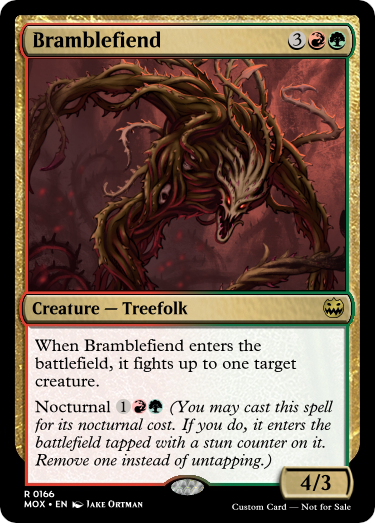 Bramblefiend 3
Creature — Treefolk
When Bramblefiend enters the
battlefield, it fights up to one target
creature.
Nocturnal 1 (You may cast this spell
for its nocturnal cost. If you do, it enters the
battlefield tapped with a stun counter on it.
Remove one instead of untapping.)
4/3
R 0166
MOX • EN Jake Ortman
Custom Card — Not for Sale